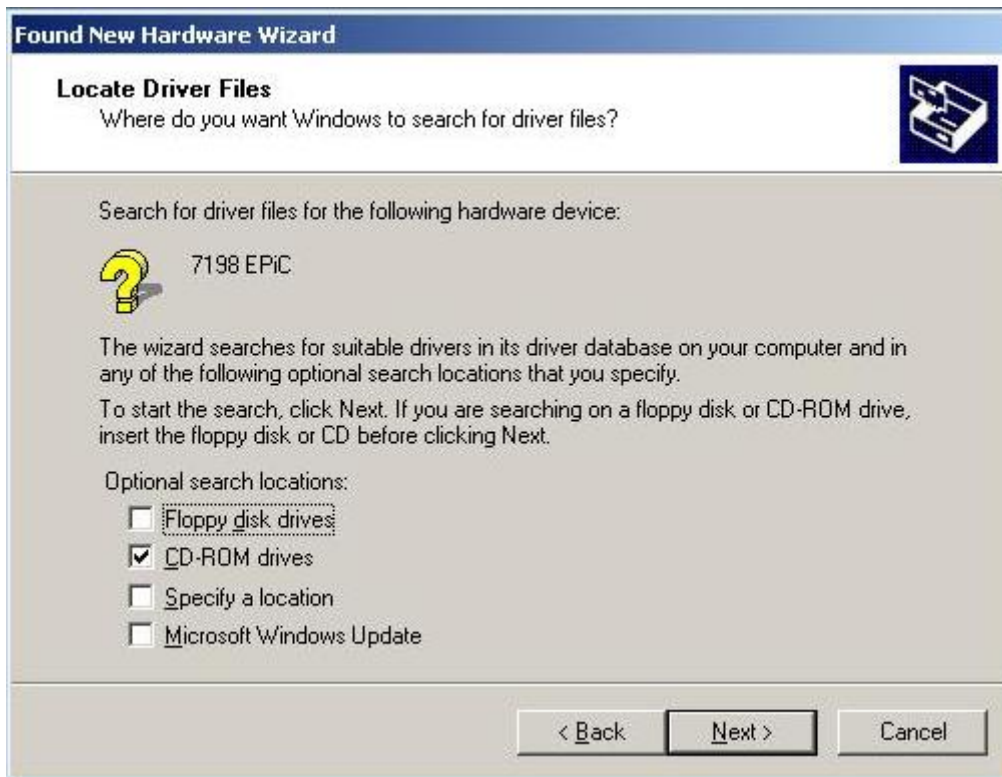 Found New Hardware Wizard
Locate Driver Files
Where do you want Windows to search for driver files?
Search for driver files for the following hardware device:
7198 EPiC
The wizard searches for suitable drivers in its driver database on your computer and in
any of the following optional search locations that you specify.
To start the search, click Next. If you are searching on a floppy disk or CD-ROM drive,
insert the floppy disk or CD before clicking Next.
Optional search locations:
Floppy disk drives
CD-ROM drives
Specify a location
Microsoft Windows Update
< Back Next > Cancel